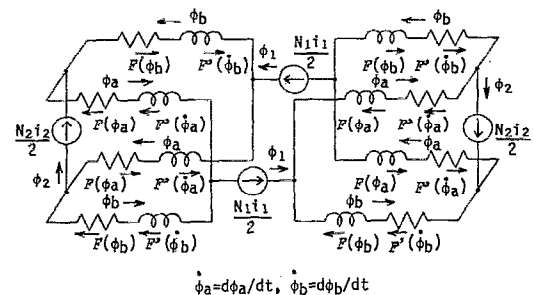 ϕb ϕb
F(ϕb) F'(ϕ̇b) ϕ1 N1i1/2 F(ϕb) F'(ϕ̇b)
ϕa ϕa ϕ2
F(ϕa) F'(ϕ̇a) F(ϕa) F'(ϕ̇a)
N2i2/2 ϕa ϕ1 ϕa N2i2/2
ϕ2 F(ϕa) F'(ϕ̇a) F(ϕa) F'(ϕ̇a)
ϕb N1i1/2 ϕb
F(ϕb) F'(ϕ̇b) F(ϕb) F'(ϕ̇b)
ϕ̇a=dϕa/dt, ϕ̇b=dϕb/dt